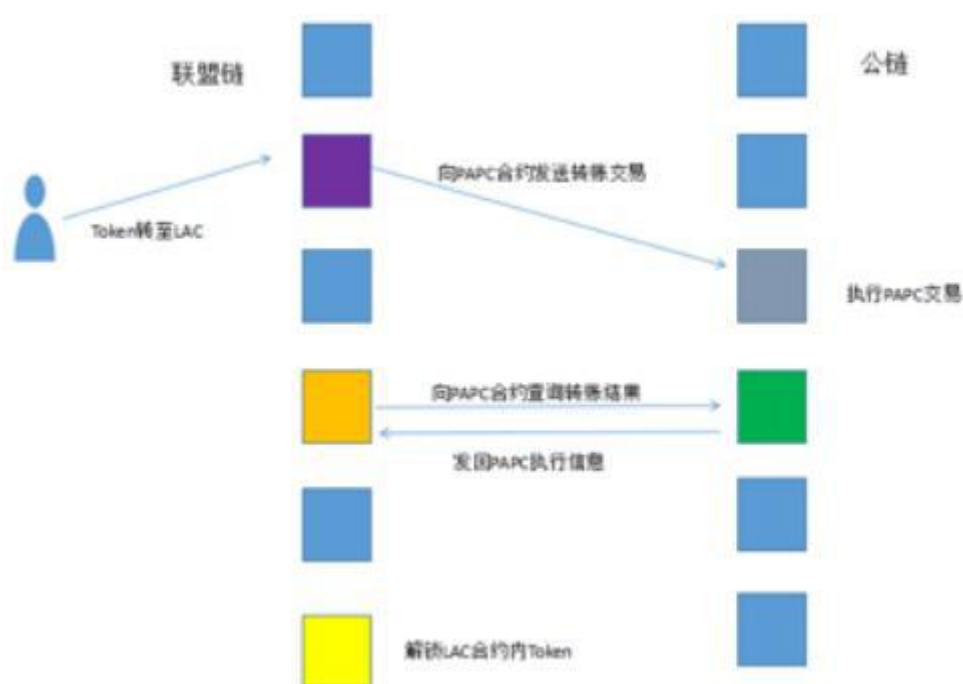 联盟链
公链
向PAPC合约发送转账交易
Token转至LAC
执行PAPC交易
向PAPC合约查询转账结果
发回PAPC执行信息
解锁LAC合约内Token